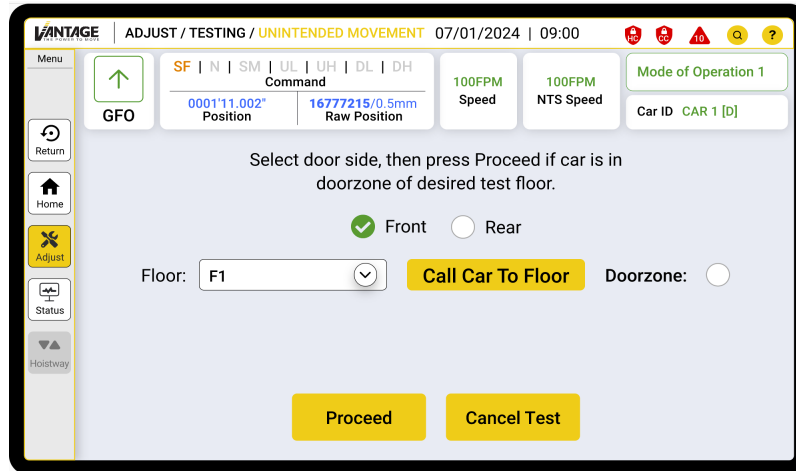 VANTAGE
THE POWER TO MOVE
ADJUST / TESTING / UNINTENDED MOVEMENT 07/01/2024 | 09:00
HC
CC
10
?
Menu
Return
Home
Adjust
Status
Hoistway
GFO
SF | N | SM | UL | UH | DL | DH
Command
0001'11.002"
Position
16777215/0.5mm
Raw Position
100FPM
Speed
100FPM
NTS Speed
Mode of Operation 1
Car ID CAR 1 [D]
Select door side, then press Proceed if car is in
doorzone of desired test floor.
Front Rear
Floor: F1 Call Car To Floor Doorzone:
Proceed Cancel Test